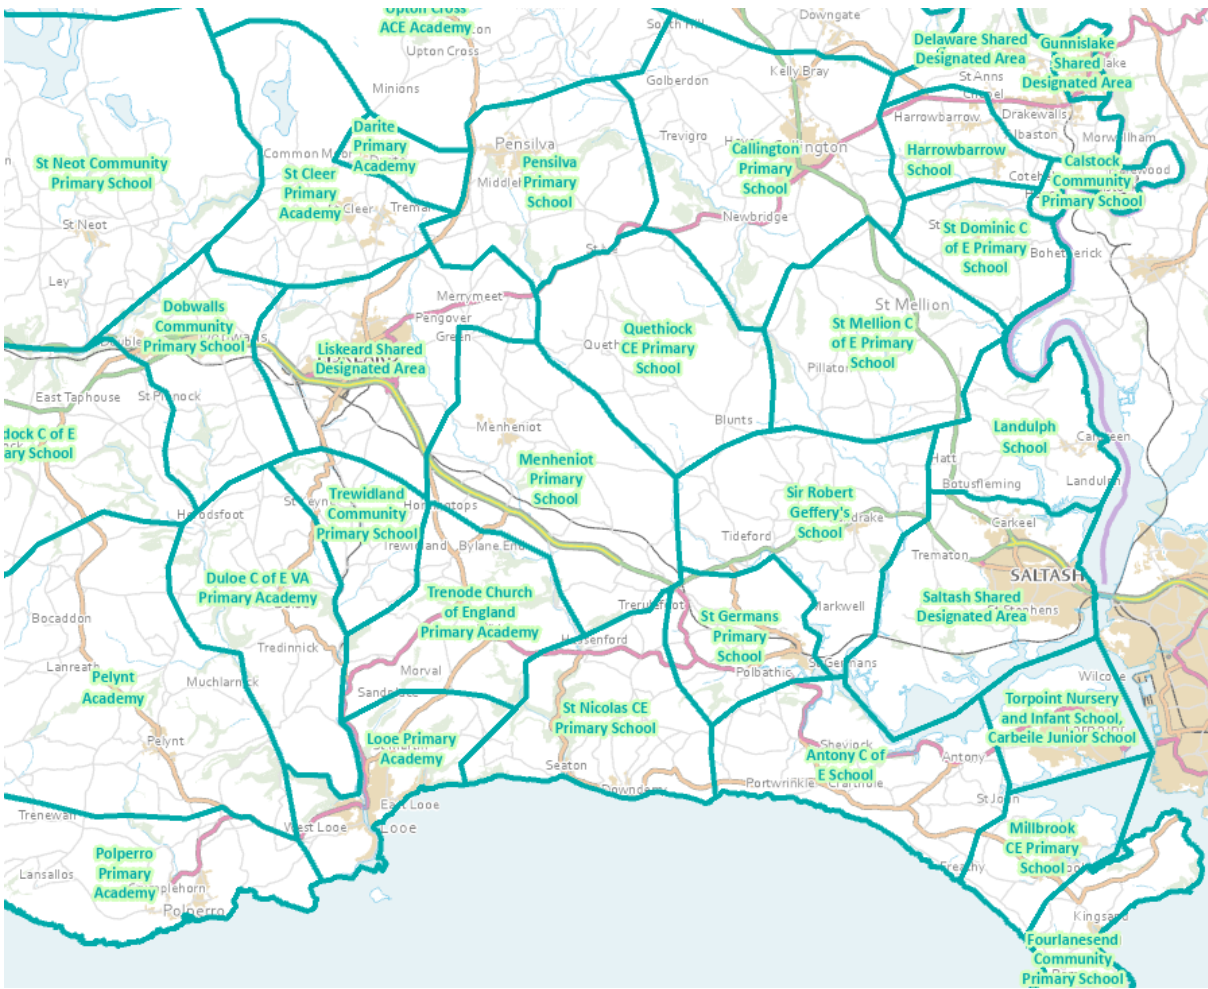 Upton Cross
ACE Academy
Upton Cross
South Hill
Downgate
Delaware Shared
Designated Area
Gunnislake
Shared
Designated Area
St Anns
Chapel
Kelly Bray
Golberdon
Minions
Harrowbarrow
Drakewalls
Albaston
Morwellham
Darite
Primary
Academy
Pensilva
Trevigro
Common Moor
St Neot Community
Primary School
St Cleer
Primary
Academy
Pensilva
Primary
School
Callington
Primary
School
Harrowbarrow
School
Calstock
Community
Primary School
Newbridge
St Neot
St Dominic C
of E Primary
School
Bohetherick
Ley
Merrymeet
Pengover
Green
St Mellion
Dobwalls
Community
Primary School
Liskeard Shared
Designated Area
Quethiock
CE Primary
School
St Mellion C
of E Primary
School
East Taphouse
St Pinnock
Blunts
Menheniot
Landulph
School
Cargreen
Hatt
Botusfleming
Landulph
Menheniot
Primary
School
Trewidland
Community
Primary School
Sir Robert
Geffery's
School
Carkeel
Herodsfoot
Horningtops
Tideford
Trematon
Trewidland
Bylane End
SALTASH
Duloe C of E VA
Primary Academy
Trenode Church
of England
Primary Academy
Trerulefoot
St Germans
Primary
School
Markwell
Saltash Shared
Designated Area
St Stephens
Bocaddon
Tredinnick
Hessenford
Lanreath
Pelynt
Academy
Muchlarnick
Morval
Polbathic
St Germans
Sandplace
Looe Primary
Academy
St Nicolas CE
Primary School
Torpoint Nursery
and Infant School,
Carbeile Junior School
Pelynt
Seaton
Downderry
Sheviock
Antony C of
E School
Antony
Portwrinkle
Crafthole
St John
Trenewan
West Looe
East Looe
Looe
Millbrook
CE Primary
School
Polperro
Primary
Academy
Lansallos
Freathy
Polperro
Kingsand
Fourlanesend
Community
Primary School